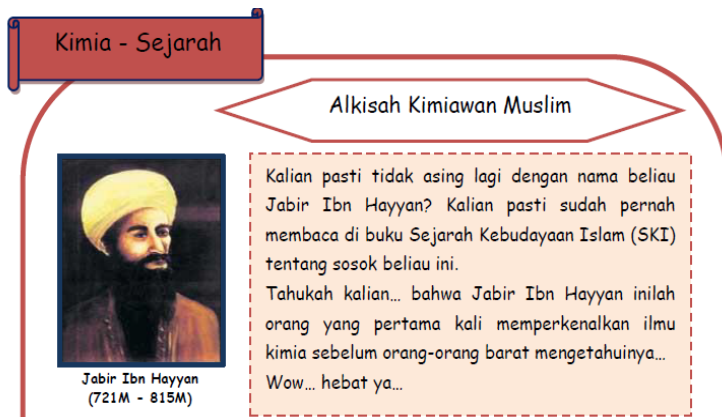 Kimia - Sejarah
Alkisah Kimiawan Muslim
Kalian pasti tidak asing lagi dengan nama beliau
Jabir Ibn Hayyan? Kalian pasti sudah pernah
membaca di buku Sejarah Kebudayaan Islam (SKI)
tentang sosok beliau ini.
Tahukah kalian... bahwa Jabir Ibn Hayyan inilah
orang yang pertama kali memperkenalkan ilmu
kimia sebelum orang-orang barat mengetahuinya...
Wow... hebat ya...
Jabir Ibn Hayyan
(721M - 815M)